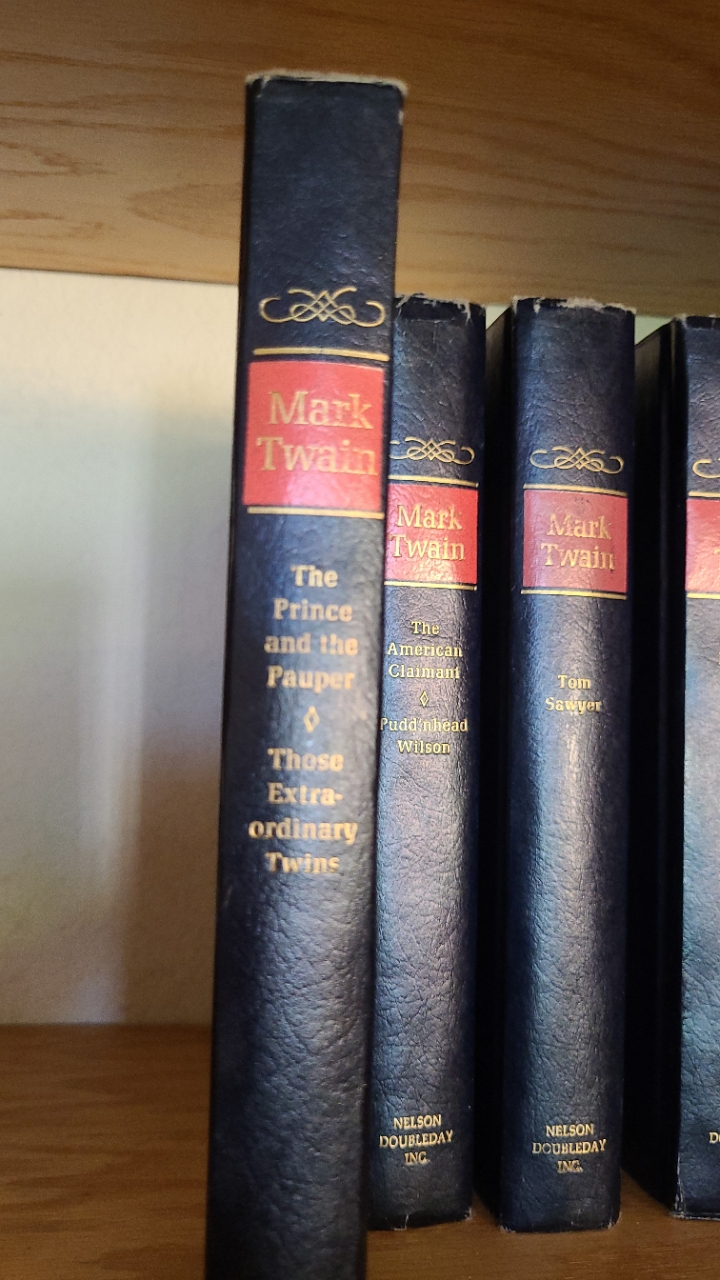 Mark
Twain
The
Prince
and the
Pauper
Those
Extra-
ordinary
Twins
Mark
Twain
The
American
Claimant
Pudd'nhead
Wilson
NELSON
DOUBLEDAY
INC.
Mark
Twain
Tom
Sawyer
NELSON
DOUBLEDAY
INC.